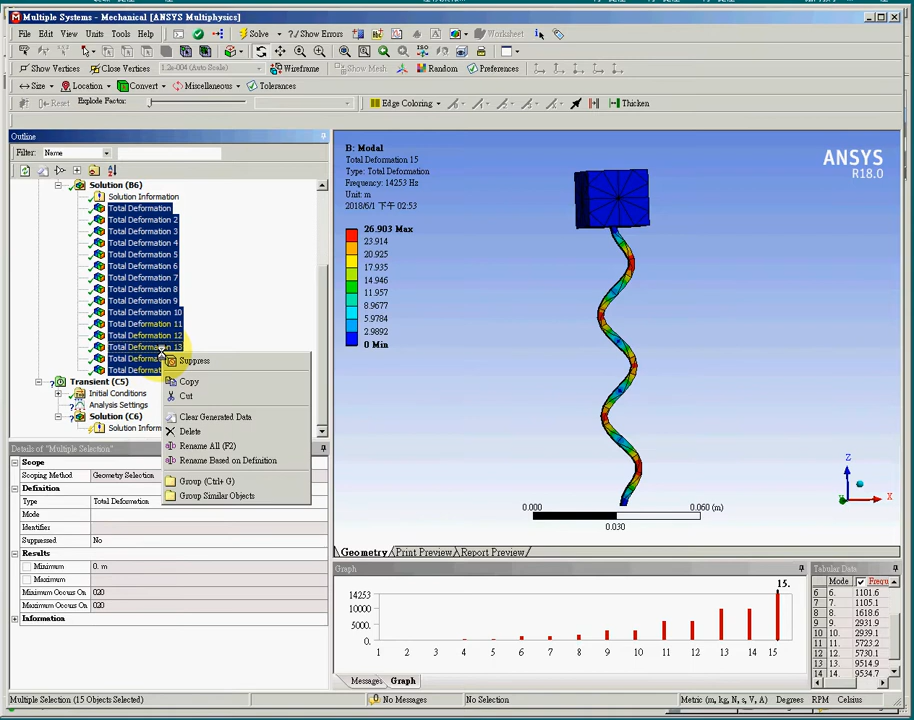 Multiple Systems - Mechanical [ANSYS Multiphysics]
File Edit View Units Tools Help Solve ?/Show Errors Worksheet
Show Vertices Close Vertices 1.2e-004 (Auto Scale) Wireframe Show Mesh Random Preferences
Size Location Convert Miscellaneous Tolerances
Reset Explode Factor: Edge Coloring Thicken
Outline
Filter: Name
Solution (B6)
Solution Information
Total Deformation
Total Deformation 2
Total Deformation 3
Total Deformation 4
Total Deformation 5
Total Deformation 6
Total Deformation 7
Total Deformation 8
Total Deformation 9
Total Deformation 10
Total Deformation 11
Total Deformation 12
Total Deformation 13
Total Deforma
Total Deformat
Transient (C5)
Initial Conditions
Analysis Settings
Solution (C6)
Solution Inform
Suppress
Copy
Cut
Clear Generated Data
Delete
Rename All (F2)
Rename Based on Definition
Group (Ctrl+ G)
Group Similar Objects
Details of "Multiple Selection"
Scope
Scoping Method Geometry Selection
Definition
Type Total Deformation
Mode
Identifier
Suppressed No
Results
Minimum 0. m
Maximum
Minimum Occurs On 020
Maximum Occurs On 020
Information
B: Modal
Total Deformation 15
Type: Total Deformation
Frequency: 14253 Hz
Unit: m
2018/6/1 下午 02:53
26.903 Max
23.914
20.925
17.935
14.946
11.957
8.9677
5.9784
2.9892
0 Min
ANSYS
R18.0
0.000 0.060 (m)
0.030
Z
X
Geometry Print Preview Report Preview
Graph
15.
14253
10000
5000.
0.
1 2 3 4 5 6 7 8 9 10 11 12 13 14 15
Messages Graph
Tabular Data
Mode Frequ
6 6. 1101.6
7 7. 1105.1
8 8. 1618.6
9 9. 2931.9
10 10. 2939.1
11 11. 5723.2
12 12. 5730.1
13 13. 9514.9
14 14. 9534.7
Multiple Selection (15 Objects Selected) No Messages No Selection Metric (m, kg, N, s, V, A) Degrees RPM Celsius